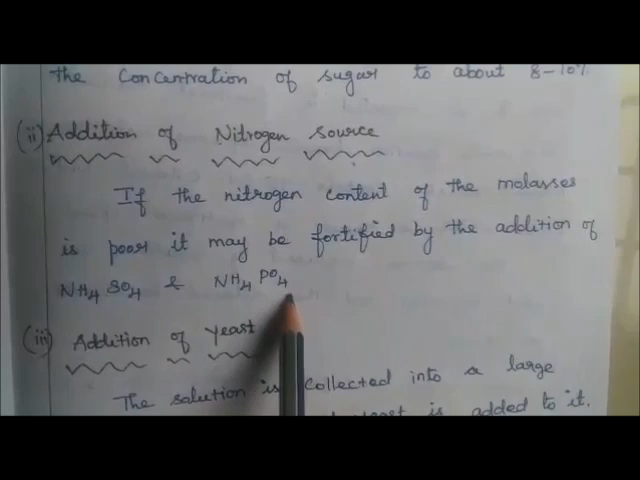 the concentration of sugar to about 8-10%
(ii) Addition of Nitrogen source
If the nitrogen content of the molasses
is poor it may be fortified by the addition of
NH4 SO4 & NH4 PO4
(iii) Addition of yeast
The solution is collected into a large
is added to it.